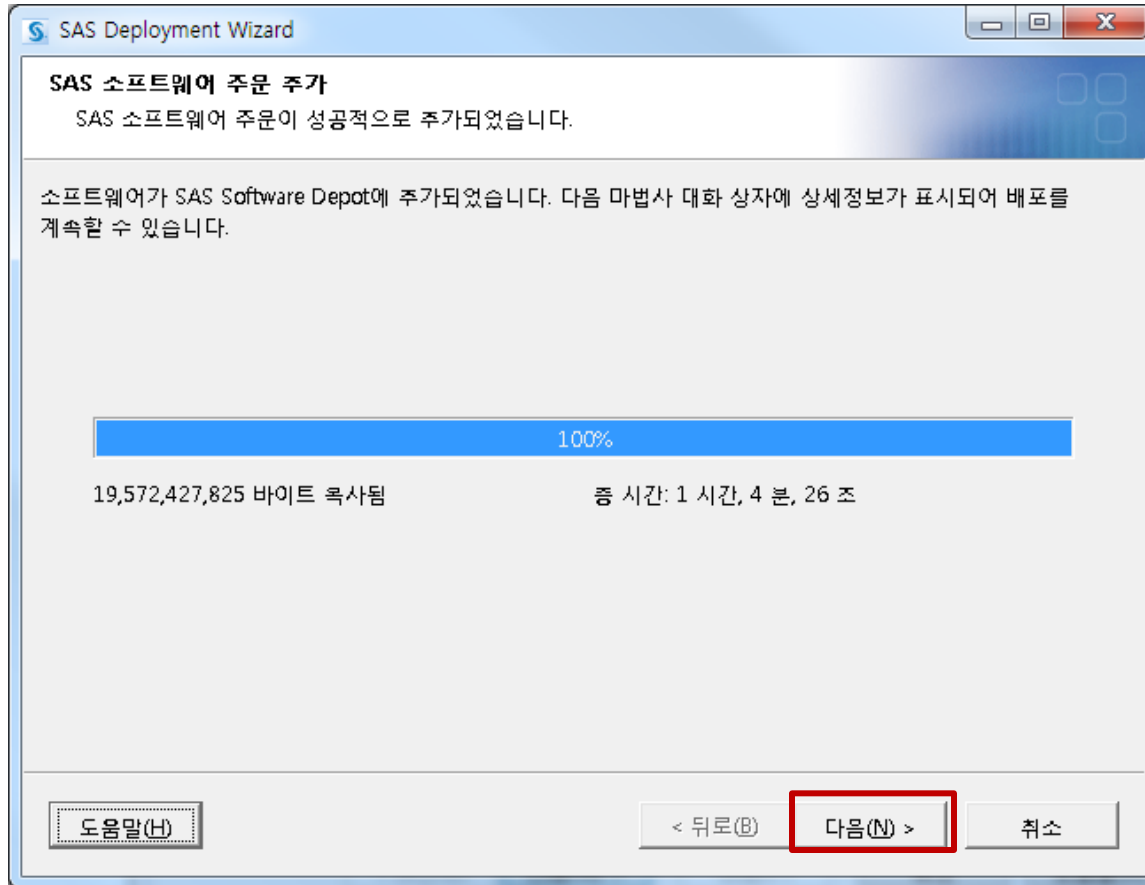 SAS Deployment Wizard
SAS 소프트웨어 주문 추가
SAS 소프트웨어 주문이 성공적으로 추가되었습니다.
소프트웨어가 SAS Software Depot에 추가되었습니다. 다음 마법사 대화 상자에 상세정보가 표시되어 배포를
계속할 수 있습니다.
100%
19,572,427,825 바이트 복사됨
총 시간: 1 시간, 4 분, 26 초
도움말(H)
< 뒤로(B)
다음(N) >
취소